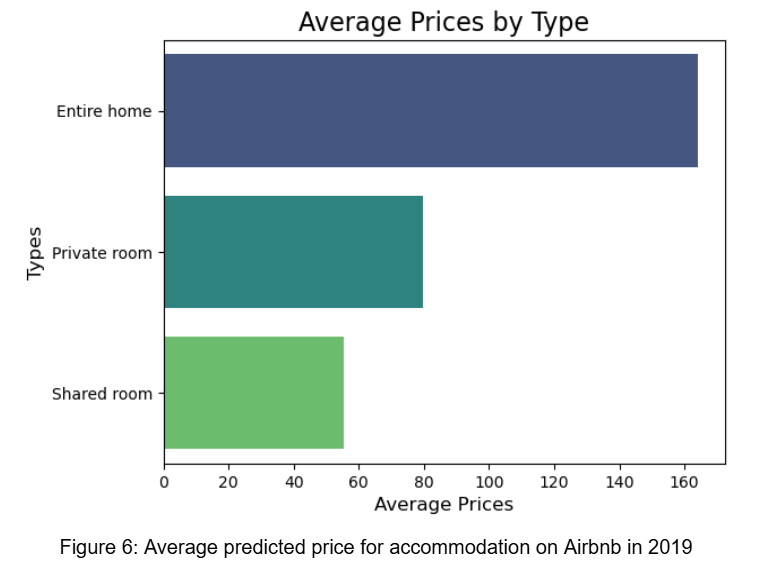 Average Prices by Type
Entire home
Private room
Shared room
Types
0 20 40 60 80 100 120 140 160
Average Prices
Figure 6: Average predicted price for accommodation on Airbnb in 2019